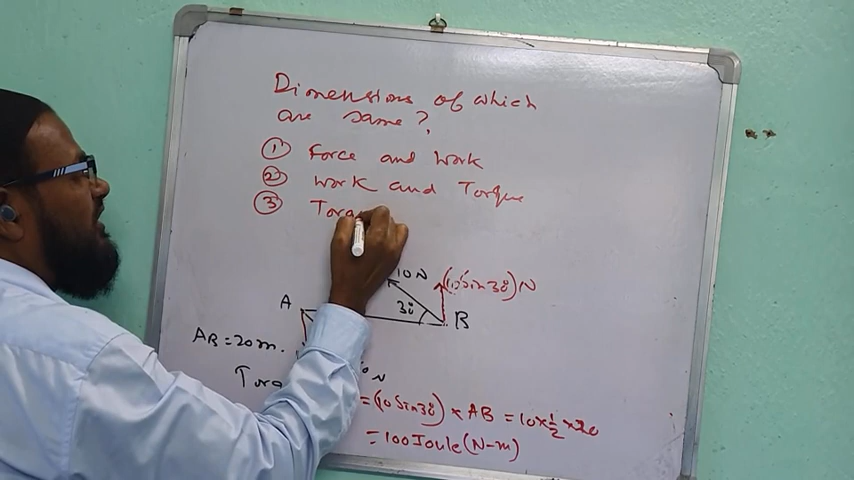 Dimensions of which
are same?
① Force and Work
② Work and Torque
③ Torq
10 N
(10 Sin 30°) N
A
30°
B
AB = 20 m.
N
= (10 Sin 30°) × AB = 10 × 1/2 × 20
= 100 Joule (N-m)